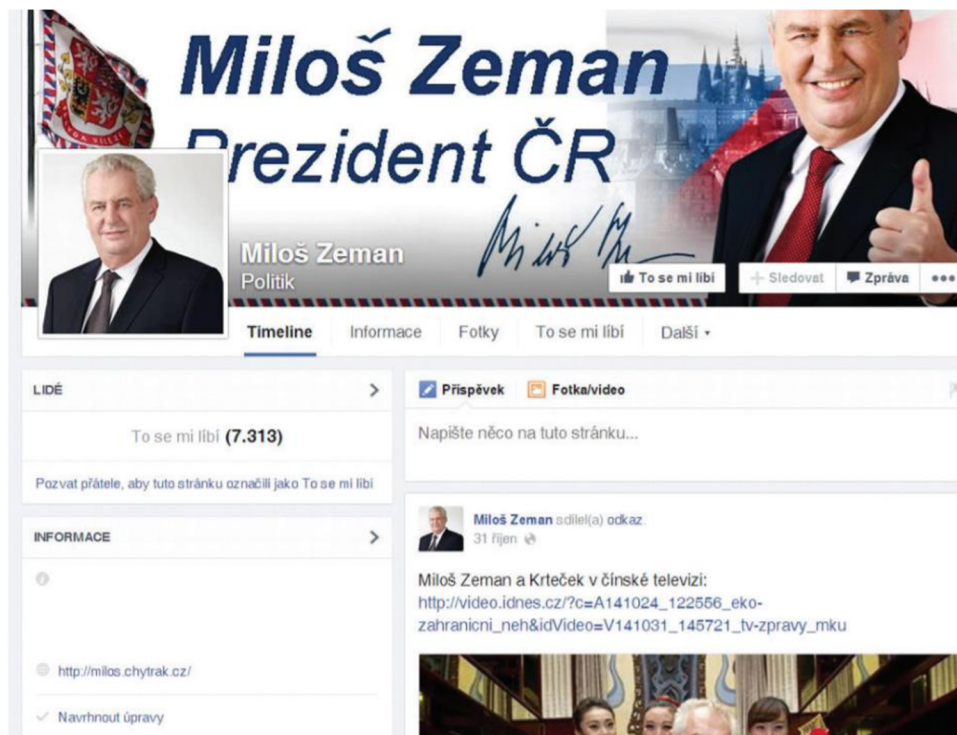 Miloš Zeman
Prezident ČR
Miloš Zeman
Politik
To se mi líbí
Sledovat
Zpráva
Timeline
Informace
Fotky
To se mi líbí
Další
LIDÉ
To se mi líbí (7.313)
Pozvat přátele, aby tuto stránku označili jako To se mi líbí
INFORMACE
http://milos.chytrak.cz/
Navrhnout úpravy
Příspěvek
Fotka/video
Napište něco na tuto stránku...
Miloš Zeman sdílel(a) odkaz.
31 říjen
Miloš Zeman a Krteček v čínské televizi:
http://video.idnes.cz/?c=A141024_122556_eko-
zahranicni_neh&idVideo=V141031_145721_tv-zpravy_mku